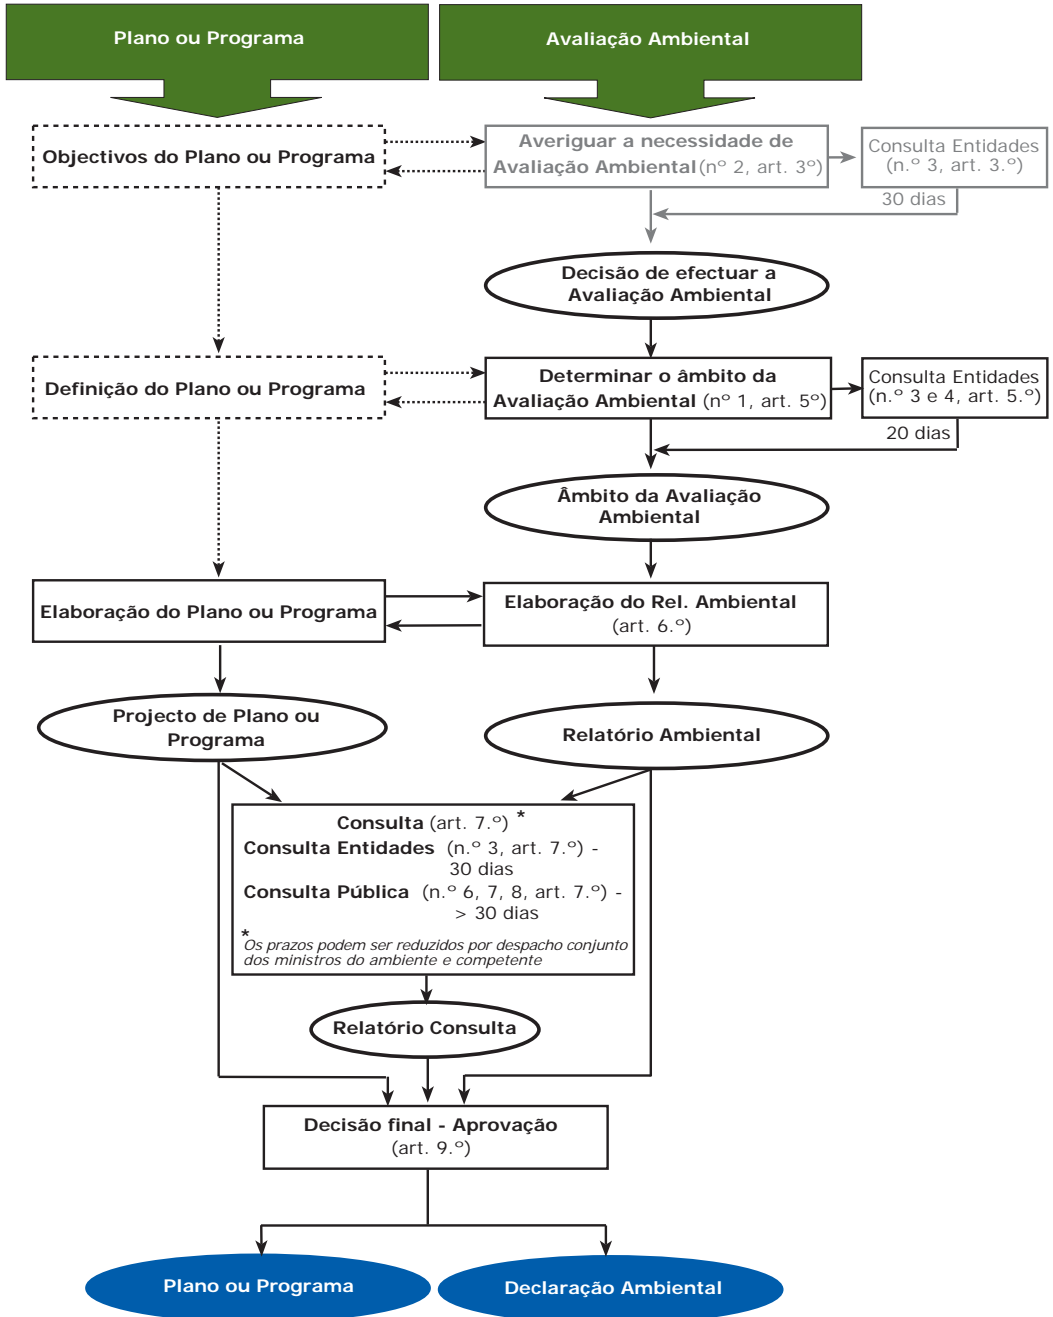 Plano ou Programa
Avaliação Ambiental
Objectivos do Plano ou Programa
Averiguar a necessidade de
Avaliação Ambiental (nº 2, art. 3º)
Consulta Entidades
(n.º 3, art. 3.º)
30 dias
Decisão de efectuar a
Avaliação Ambiental
Definição do Plano ou Programa
Determinar o âmbito da
Avaliação Ambiental (nº 1, art. 5º)
Consulta Entidades
(n.º 3 e 4, art. 5.º)
20 dias
Âmbito da Avaliação
Ambiental
Elaboração do Plano ou Programa
Elaboração do Rel. Ambiental
(art. 6.º)
Projecto de Plano ou
Programa
Relatório Ambiental
Consulta (art. 7.º) *
Consulta Entidades (n.º 3, art. 7.º) -
30 dias
Consulta Pública (n.º 6, 7, 8, art. 7.º) -
> 30 dias
*
Os prazos podem ser reduzidos por despacho conjunto
dos ministros do ambiente e competente
Relatório Consulta
Decisão final - Aprovação
(art. 9.º)
Plano ou Programa
Declaração Ambiental